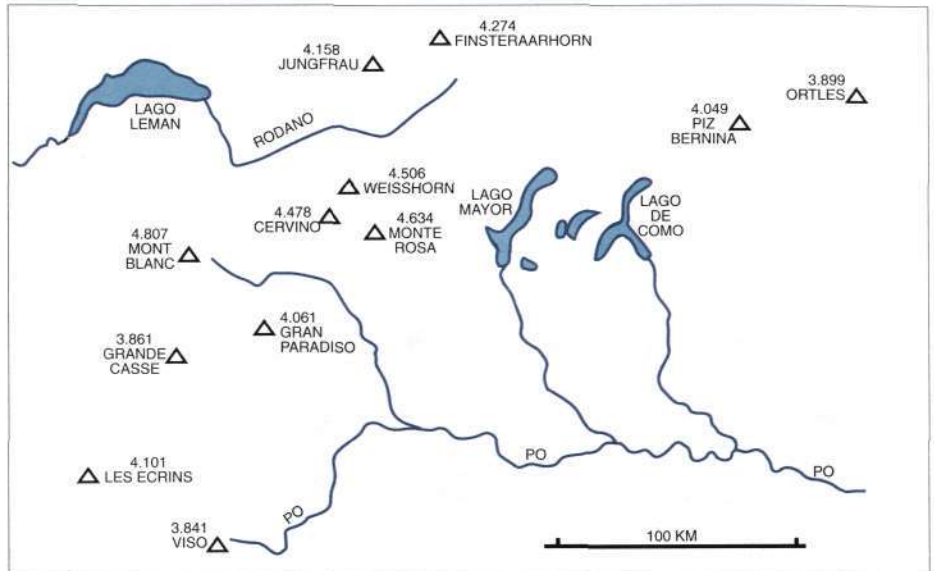 4.274
FINSTERAARHORN
4.158
JUNGFRAU
3.899
ORTLES
LAGO
LEMAN
4.049
PIZ
BERNINA
RODANO
4.506
WEISSHORN
LAGO
MAYOR
LAGO
DE
COMO
4.478
CERVINO
4.634
MONTE
ROSA
4.807
MONT
BLANC
4.061
GRAN
PARADISO
3.861
GRANDE
CASSE
4.101
LES ECRINS
PO
PO
PO
3.841
VISO
100 KM